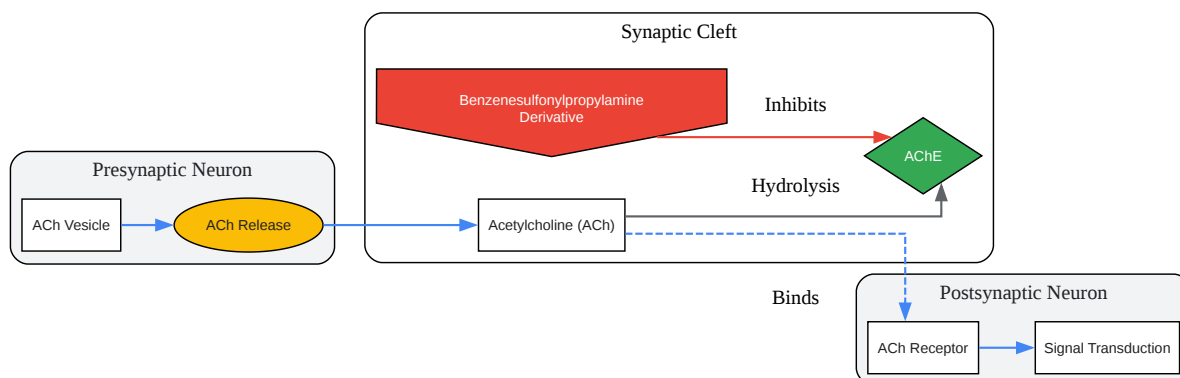 Synaptic Cleft
Benzenesulfonylpropylamine
Derivative
Inhibits
AChE
Presynaptic Neuron
Hydrolysis
ACh Vesicle
ACh Release
Acetylcholine (ACh)
Binds
Postsynaptic Neuron
ACh Receptor
Signal Transduction